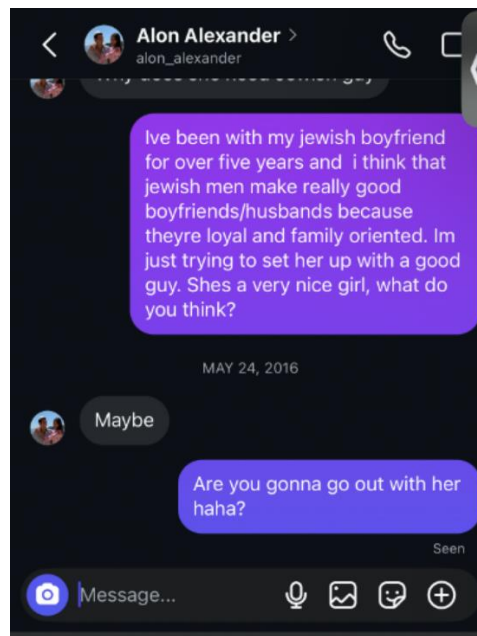 Alon Alexander
alon_alexander
Ive been with my jewish boyfriend
for over five years and i think that
jewish men make really good
boyfriends/husbands because
theyre loyal and family oriented. Im
just trying to set her up with a good
guy. Shes a very nice girl, what do
you think?
MAY 24, 2016
Maybe
Are you gonna go out with her
haha?
Seen
Message...